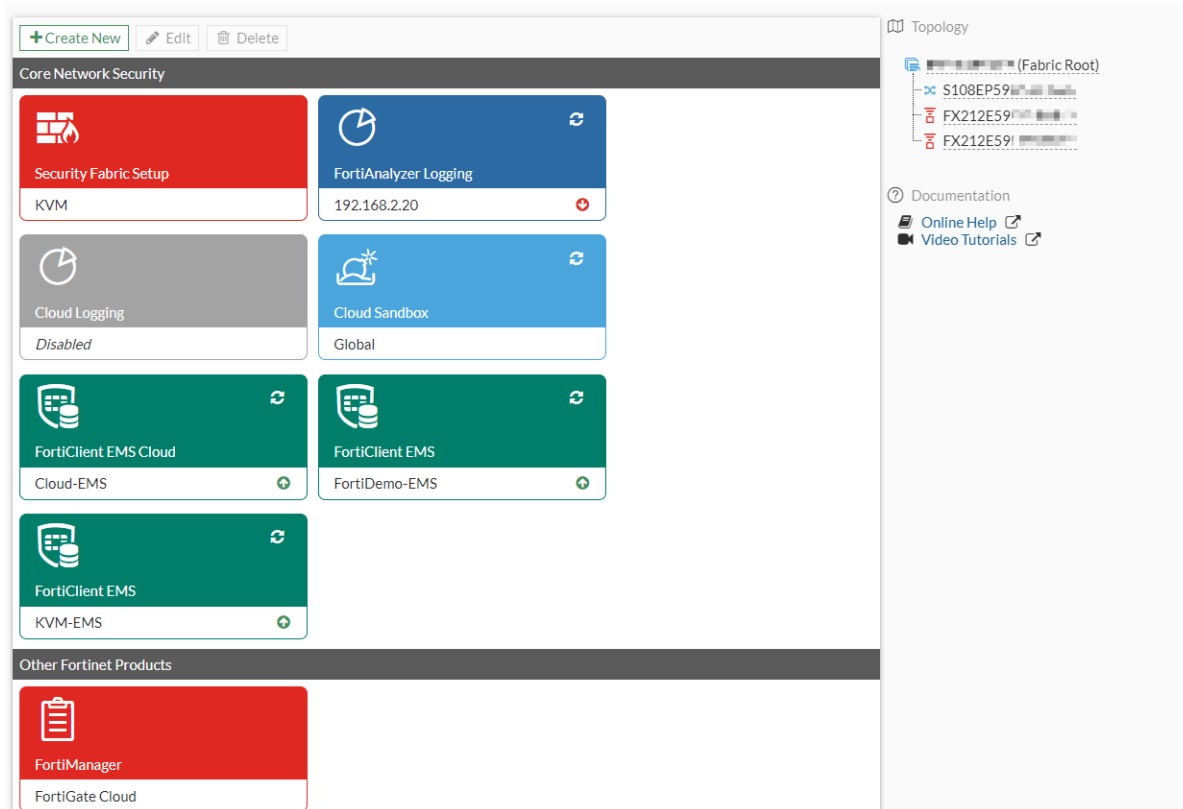 Create New Edit Delete
Core Network Security
Security Fabric Setup
KVM
FortiAnalyzer Logging
192.168.2.20
Cloud Logging
Disabled
Cloud Sandbox
Global
FortiClient EMS Cloud
Cloud-EMS
FortiClient EMS
FortiDemo-EMS
FortiClient EMS
KVM-EMS
Other Fortinet Products
FortiManager
FortiGate Cloud
Topology
(Fabric Root)
S108EP59
FX212E59
FX212E59
Documentation
Online Help
Video Tutorials